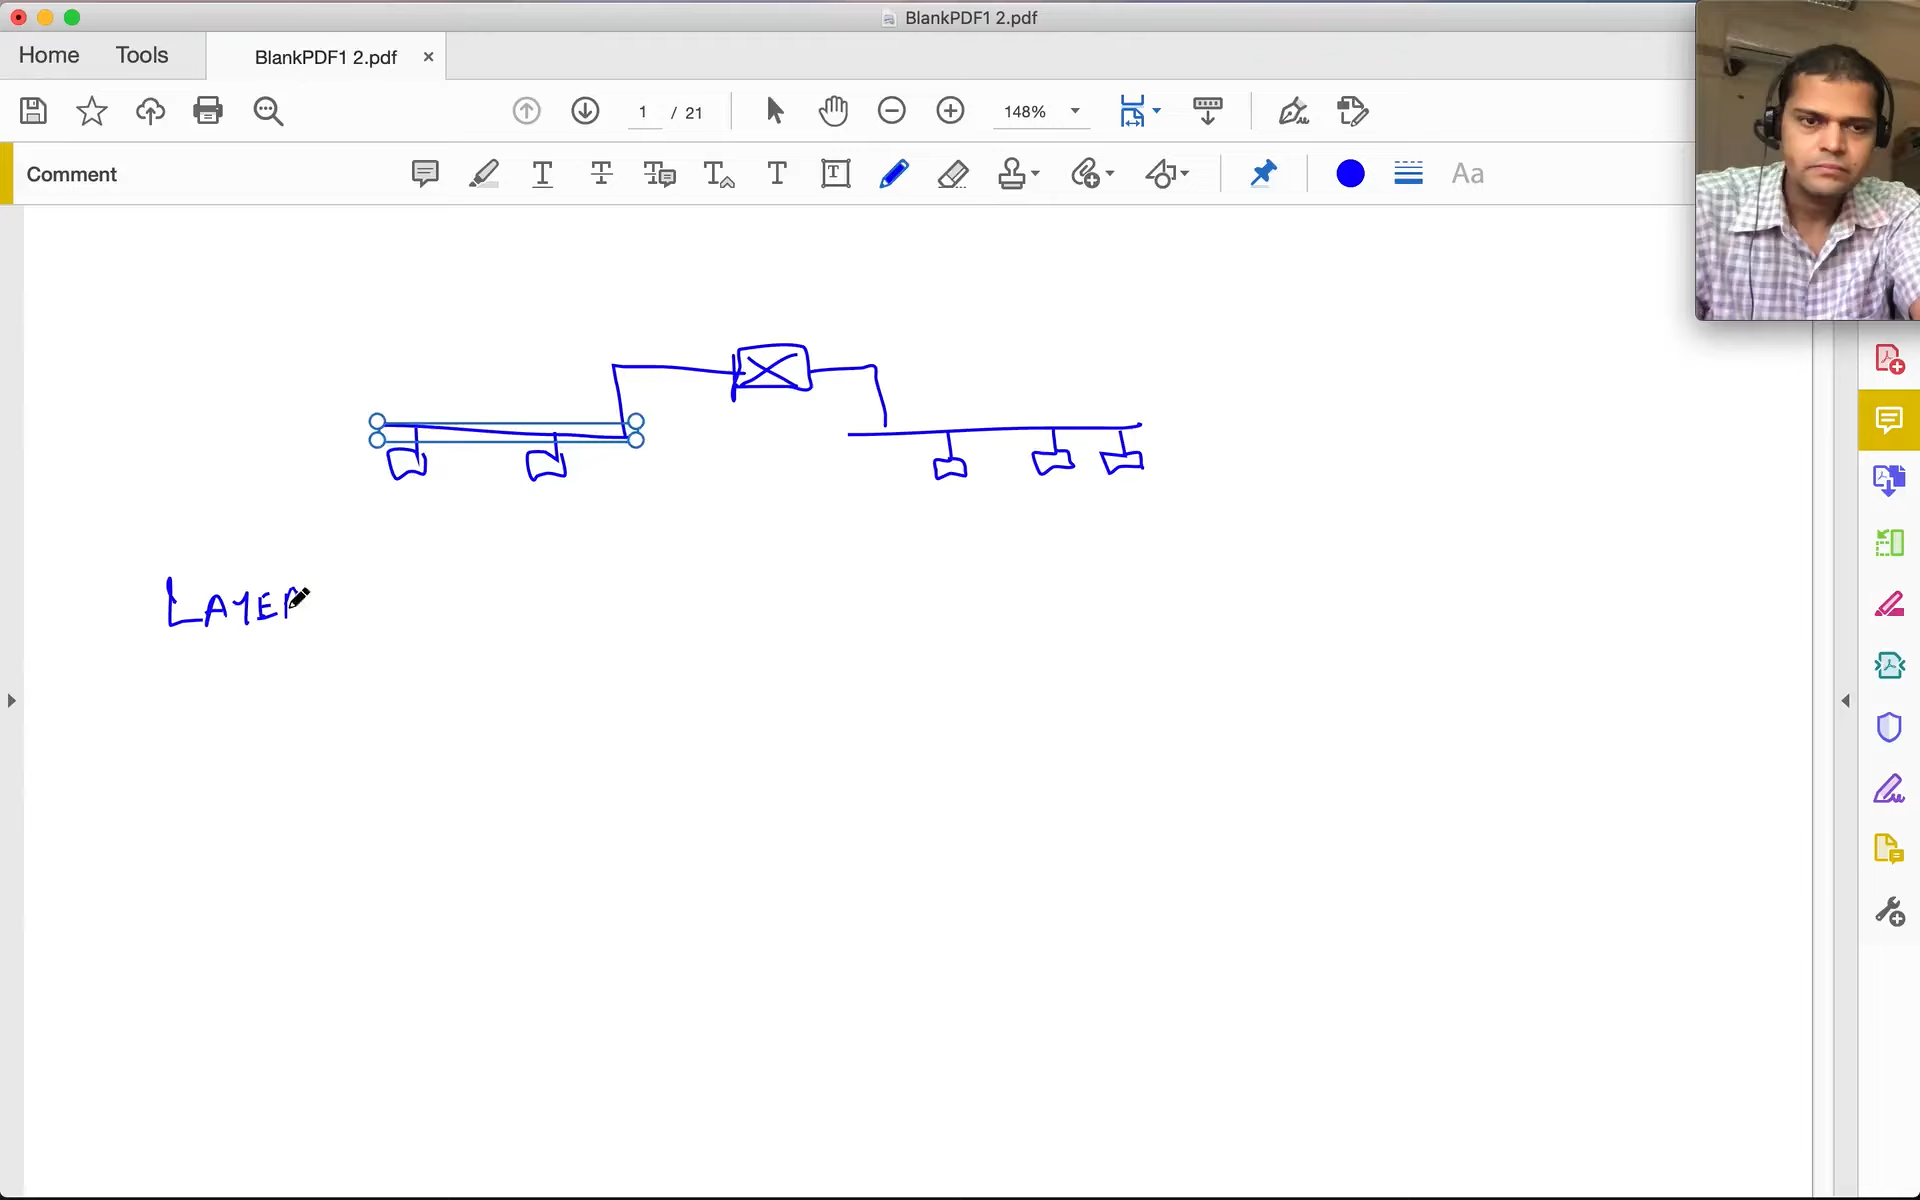 BlankPDF1 2.pdf
Home Tools BlankPDF1 2.pdf ×
1 / 21 148%
Comment T T T T T T Aa
LAYER